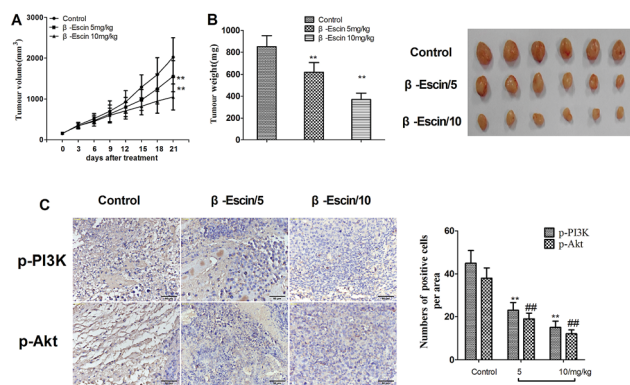 A
Control
β -Escin 5mg/kg
β -Escin 10mg/kg
Tumour volume(mm³)
3000
2000
1000
0
**
**
0 3 6 9 12 15 18 21
days after treatment
B
Control
β -Escin 5mg/kg
β -Escin 10mg/kg
Tumour weight(mg)
1000
800
600
400
200
0
**
**
Control
β -Escin/5
β -Escin/10
C
Control
β -Escin/5
β -Escin/10
p-PI3K
p-Akt
p-PI3K
p-Akt
Numbers of positive cells
per area
60
40
20
0
**
##
**
##
Control 5 10/mg/kg